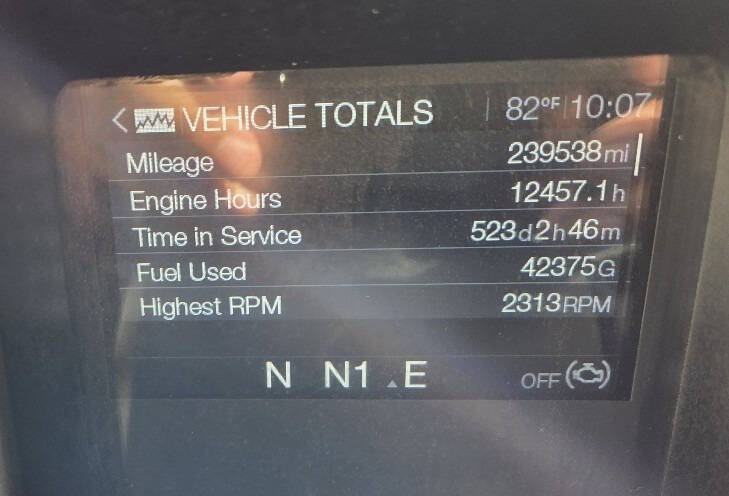 < VEHICLE TOTALS 82°F 10:07
Mileage 239538mi
Engine Hours 12457.1h
Time in Service 523d2h46m
Fuel Used 42375G
Highest RPM 2313RPM
N N1 ▲E OFF